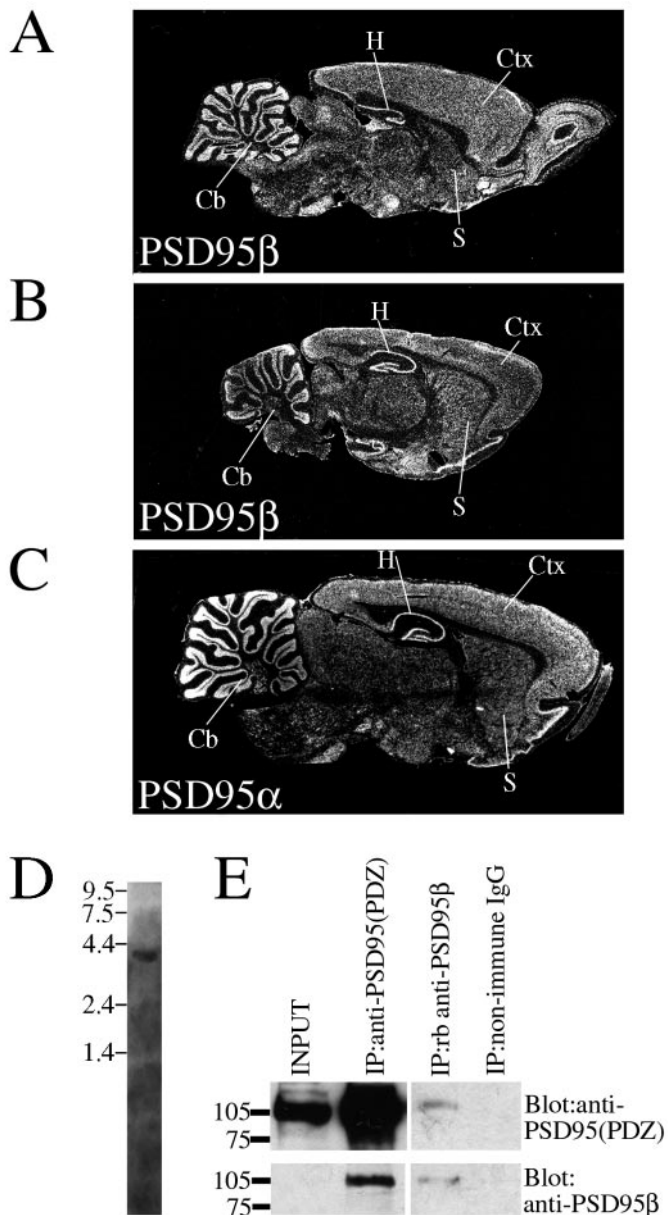 A
H
Ctx
Cb
S
PSD95β
B
H
Ctx
Cb
S
PSD95β
C
H
Ctx
Cb
S
PSD95α
D
9.5
7.5
4.4
2.4
1.4
E
INPUT
IP:anti-PSD95(PDZ)
IP:rb anti-PSD95β
IP:non-immune IgG
105
75
Blot:anti-
PSD95(PDZ)
105
75
Blot:
anti-PSD95β